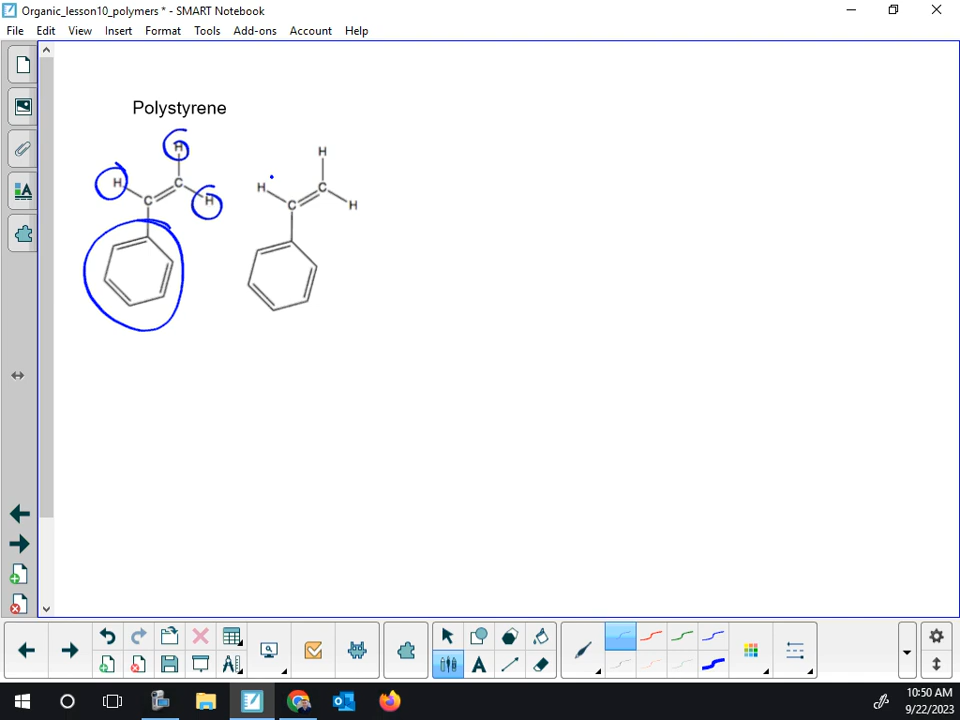 Organic_lesson10_polymers * - SMART Notebook
File Edit View Insert Format Tools Add-ons Account Help
Polystyrene
H H
H H
C C
H H
C C
A
A
10:50 AM
9/22/2023